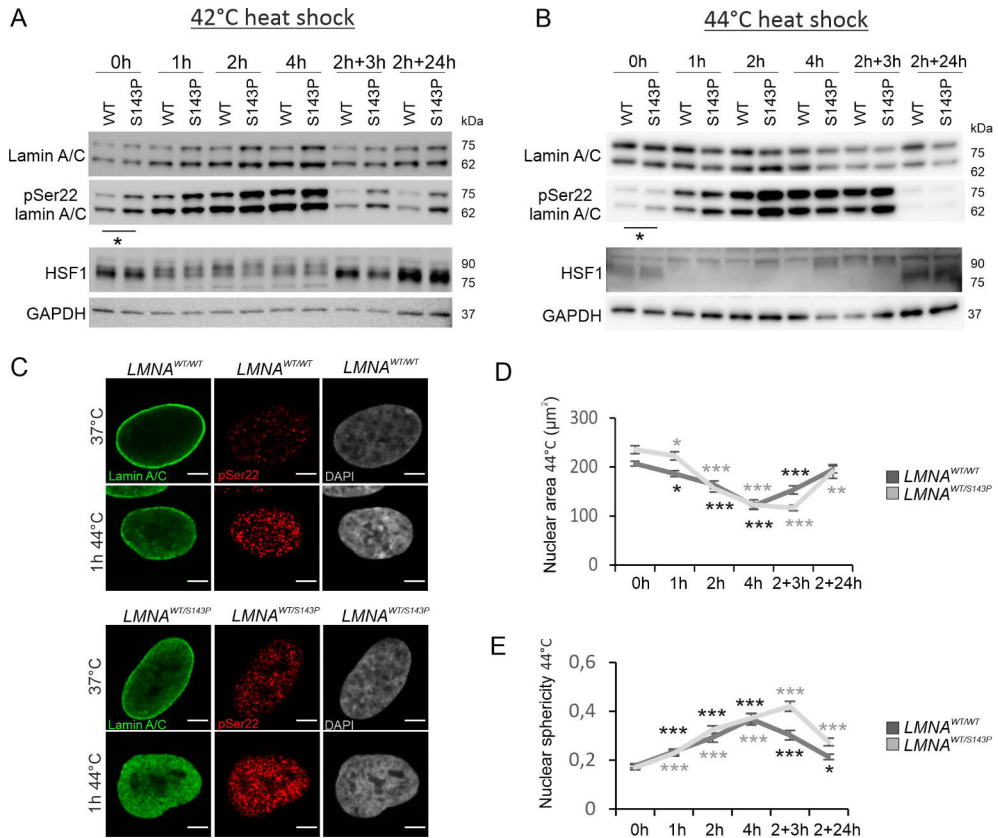 A
42°C heat shock
0h 1h 2h 4h 2h+3h 2h+24h
WT S143P WT S143P WT S143P WT S143P WT S143P WT S143P
kDa
Lamin A/C 75
62
pSer22 75
lamin A/C 62
*
HSF1 90
75
GAPDH 37
B
44°C heat shock
0h 1h 2h 4h 2h+3h 2h+24h
WT S143P WT S143P WT S143P WT S143P WT S143P WT S143P
kDa
Lamin A/C 75
62
pSer22 75
lamin A/C 62
*
HSF1 90
75
GAPDH 37
C
LMNA^WT/WT LMNA^WT/WT LMNA^WT/WT
37°C
Lamin A/C pSer22 DAPI
1h 44°C
LMNA^WT/S143P LMNA^WT/S143P LMNA^WT/S143P
37°C
Lamin A/C pSer22 DAPI
1h 44°C
D
Nuclear area 44°C (µm²)
300
200
100
0
* *** *** *** **
* *** *** ***
0h 1h 2h 4h 2+3h 2+24h
LMNA^WT/WT
LMNA^WT/S143P
E
Nuclear sphericity 44°C
0,6
0,4
0,2
0
*** *** *** *** ***
*** *** *** *** *
0h 1h 2h 4h 2+3h 2+24h
LMNA^WT/WT
LMNA^WT/S143P